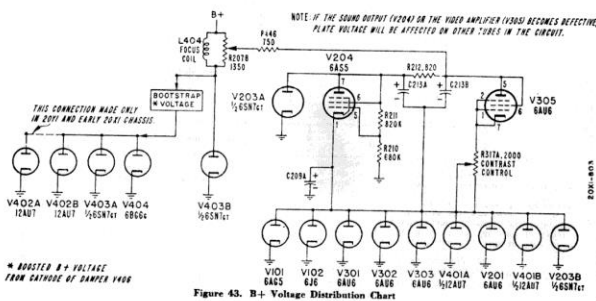 B+
NOTE: IF THE SOUND OUTPUT (V204) OR THE VIDEO AMPLIFIER (V305) BECOMES DEFECTIVE,
PLATE VOLTAGE WILL BE AFFECTED ON OTHER TUBES IN THE CIRCUIT.
L404
FOCUS
COIL
R446
750
R207B
1350
V204
6AS5
R212, 820
C213A
C213B
V305
6AU6
BOOTSTRAP
* VOLTAGE
V203A
½6SN7GT
THIS CONNECTION MADE ONLY
IN 20X1 AND EARLY 20X1 CHASSIS.
R211
820K
R210
680K
C209A
R317A, 2000
CONTRAST
CONTROL
V402A
12AU7
V402B
12AU7
V403A
½6SN7GT
V404
6BG6G
V403B
½6SN7GT
20X1-803
V101
6AG5
V102
6J6
V301
6AU6
V302
6AU6
V303
6AU6
V401A
½12AU7
V201
6AU6
V401B
½12AU7
V203B
½6SN7GT
* BOOSTED B+ VOLTAGE
FROM CATHODE OF DAMPER V406
Figure 43. B+ Voltage Distribution Chart